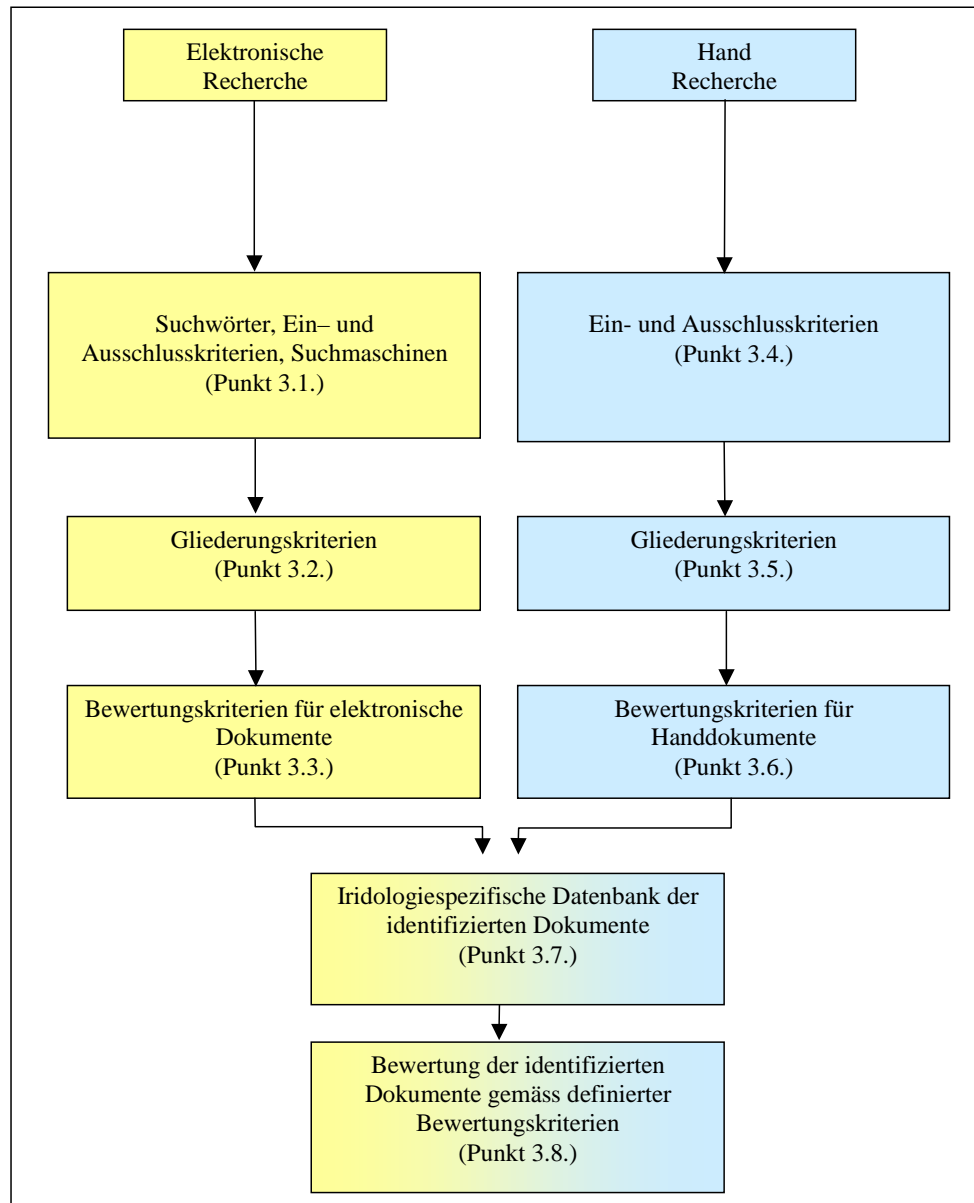 Elektronische
Recherche
Hand
Recherche
Suchwörter, Ein– und
Ausschlusskriterien, Suchmaschinen
(Punkt 3.1.)
Ein- und Ausschlusskriterien
(Punkt 3.4.)
Gliederungskriterien
(Punkt 3.2.)
Gliederungskriterien
(Punkt 3.5.)
Bewertungskriterien für elektronische
Dokumente
(Punkt 3.3.)
Bewertungskriterien für
Handdokumente
(Punkt 3.6.)
Iridologiespezifische Datenbank der
identifizierten Dokumente
(Punkt 3.7.)
Bewertung der identifizierten
Dokumente gemäss definierter
Bewertungskriterien
(Punkt 3.8.)